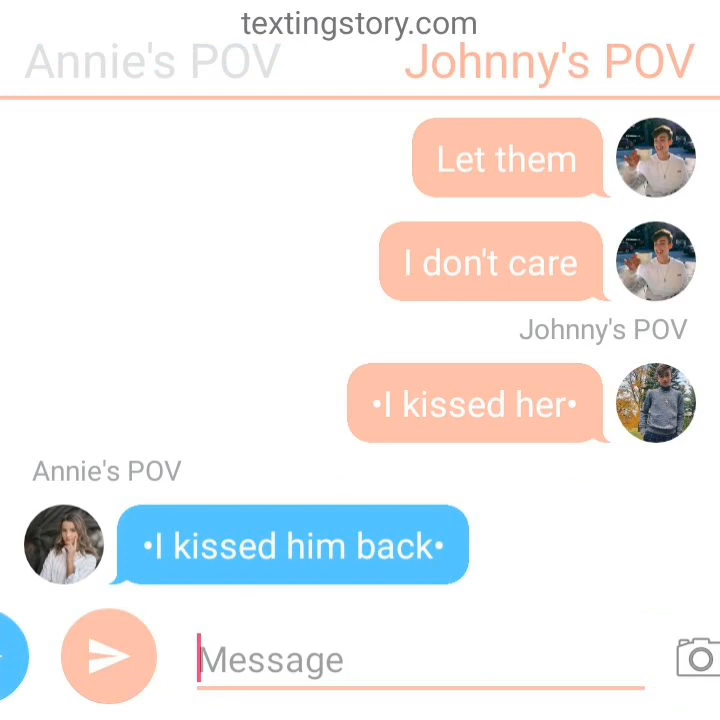 textingstory.com
Annie's POV
Johnny's POV
Let them
I don't care
Johnny's POV
•I kissed her•
Annie's POV
•I kissed him back•
Message